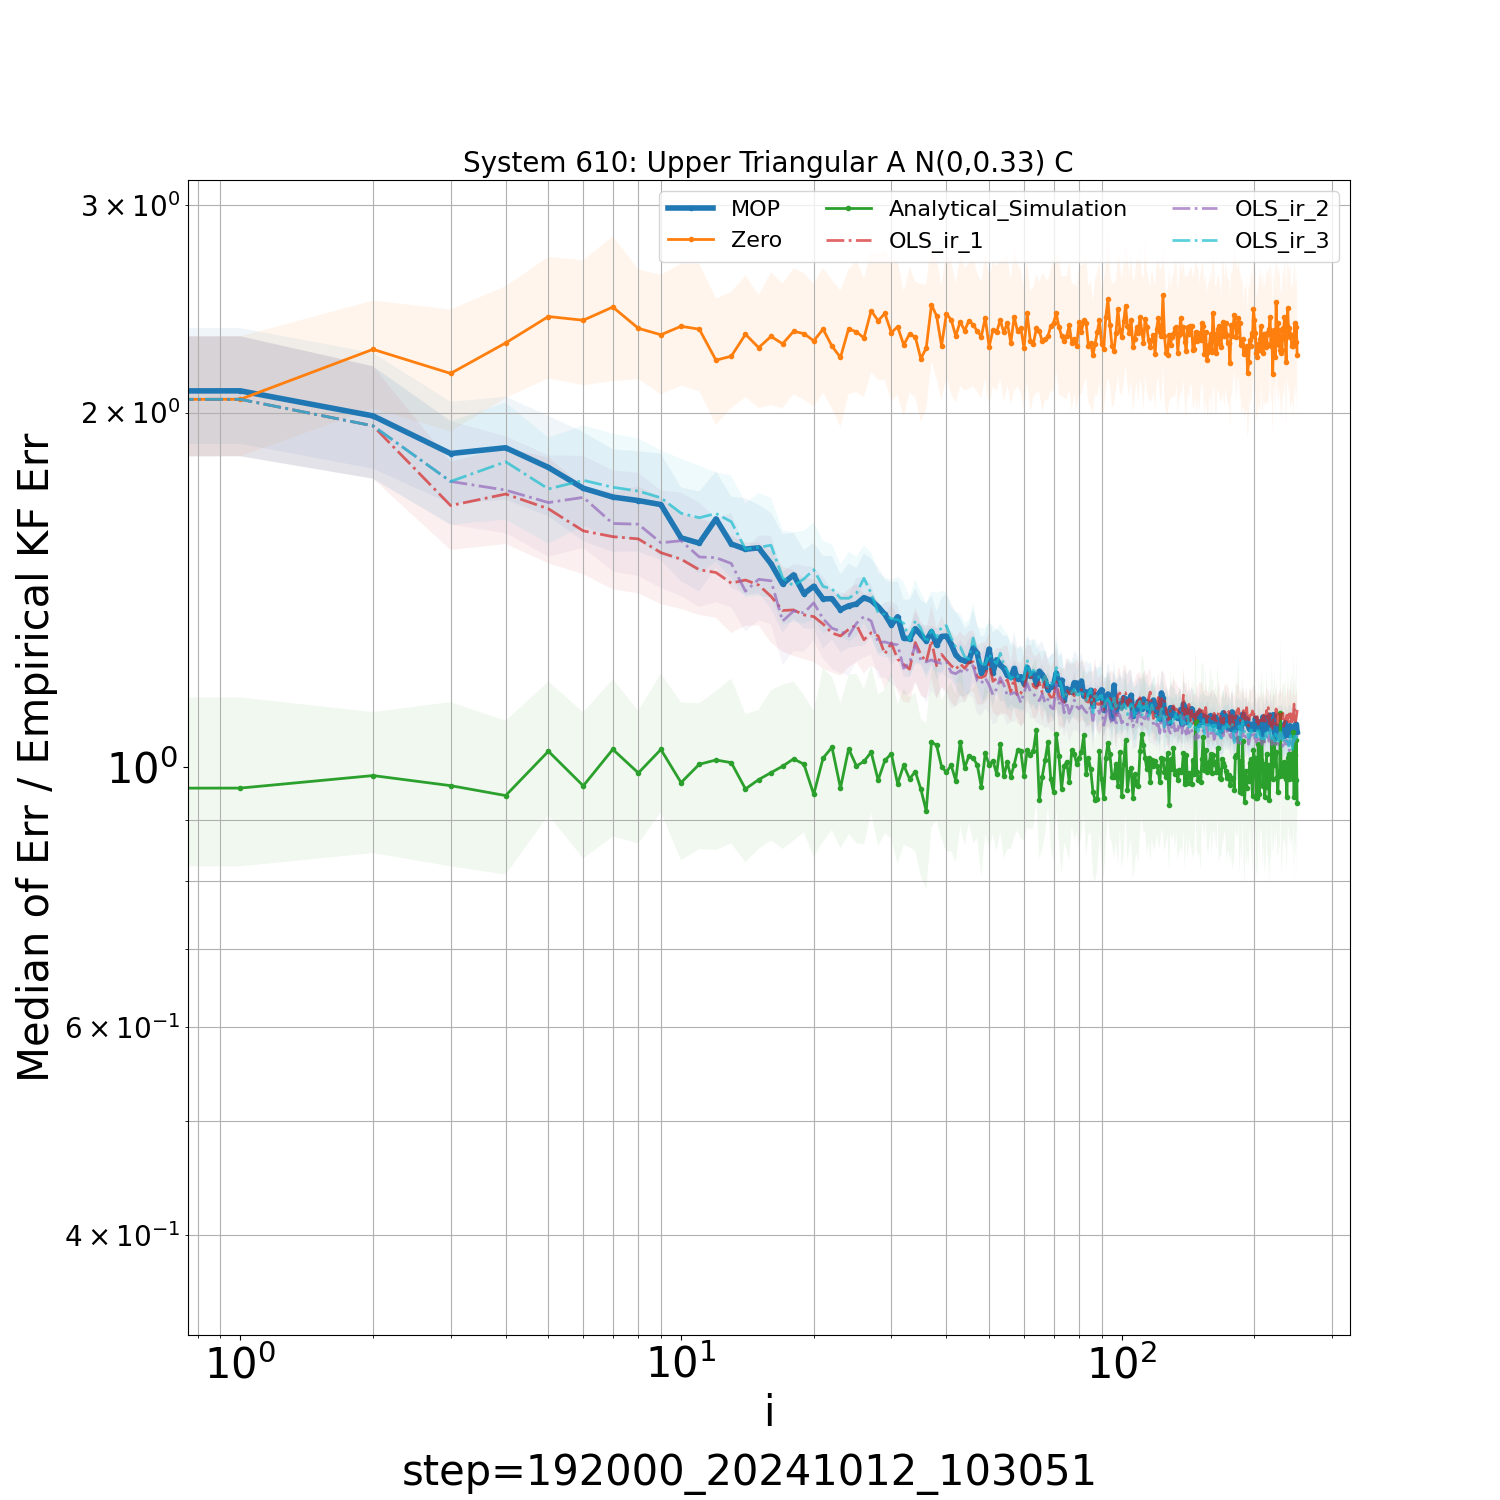 System 610: Upper Triangular A N(0,0.33) C
MOP
Zero
Analytical_Simulation
OLS_ir_1
OLS_ir_2
OLS_ir_3
Median of Err / Empirical KF Err
3 × 10⁰
2 × 10⁰
10⁰
6 × 10⁻¹
4 × 10⁻¹
10⁰ 10¹ 10²
i
step=192000_20241012_103051